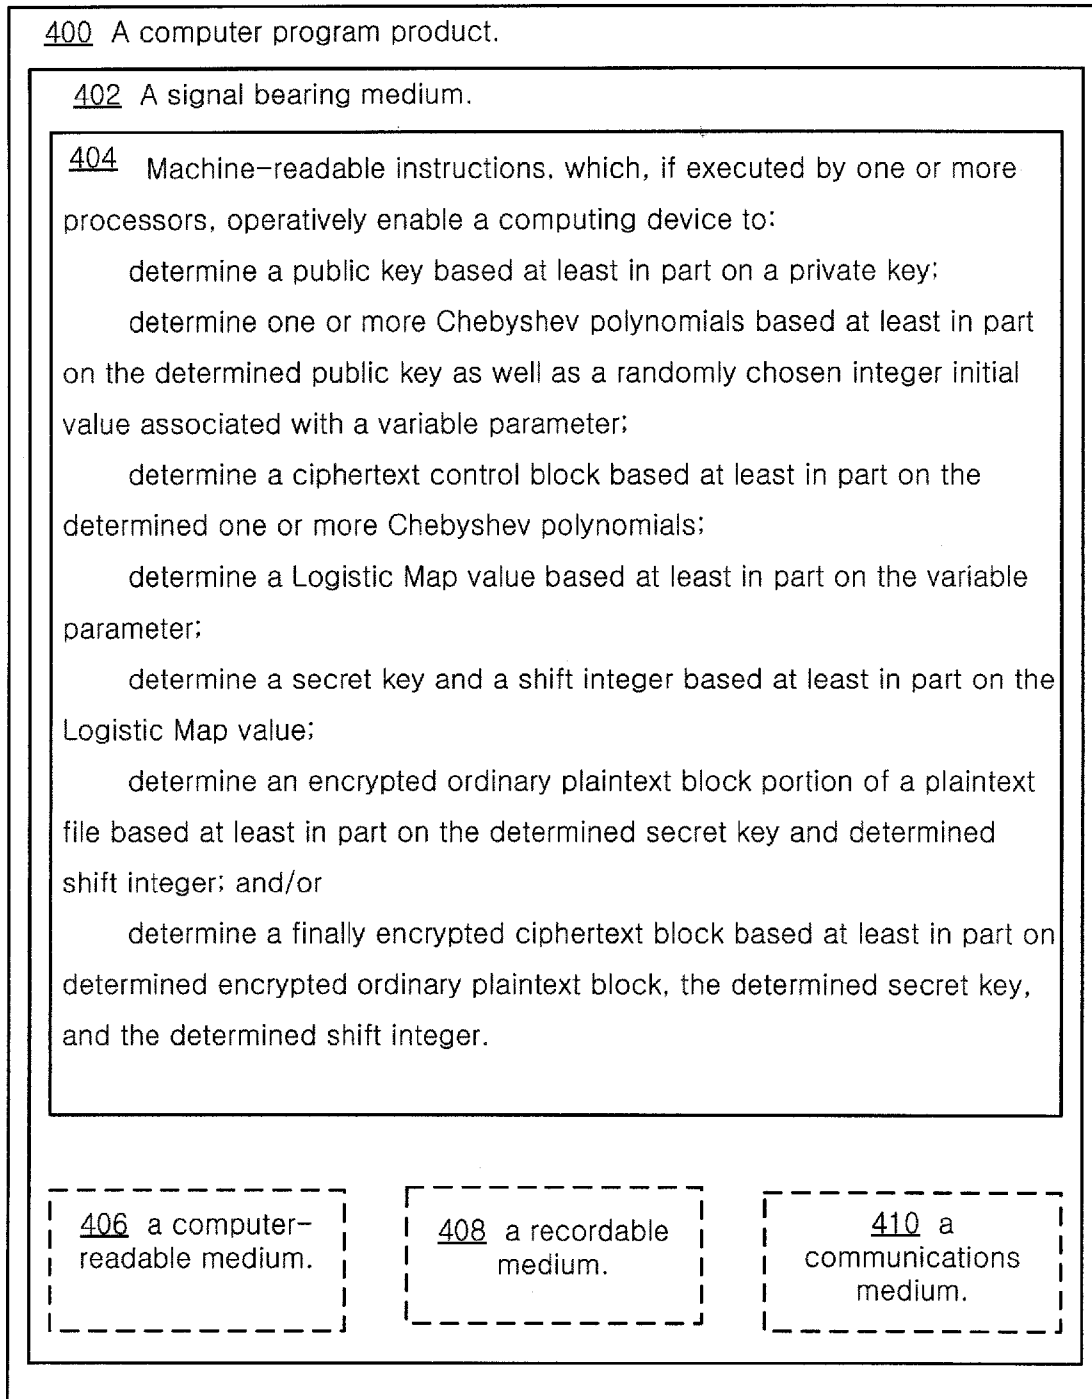 400 A computer program product.
402 A signal bearing medium.
404 Machine-readable instructions, which, if executed by one or more
processors, operatively enable a computing device to:
determine a public key based at least in part on a private key;
determine one or more Chebyshev polynomials based at least in part
on the determined public key as well as a randomly chosen integer initial
value associated with a variable parameter;
determine a ciphertext control block based at least in part on the
determined one or more Chebyshev polynomials;
determine a Logistic Map value based at least in part on the variable
parameter;
determine a secret key and a shift integer based at least in part on the
Logistic Map value;
determine an encrypted ordinary plaintext block portion of a plaintext
file based at least in part on the determined secret key and determined
shift integer; and/or
determine a finally encrypted ciphertext block based at least in part on
determined encrypted ordinary plaintext block, the determined secret key,
and the determined shift integer.
406 a computer-
readable medium.
408 a recordable
medium.
410 a
communications
medium.